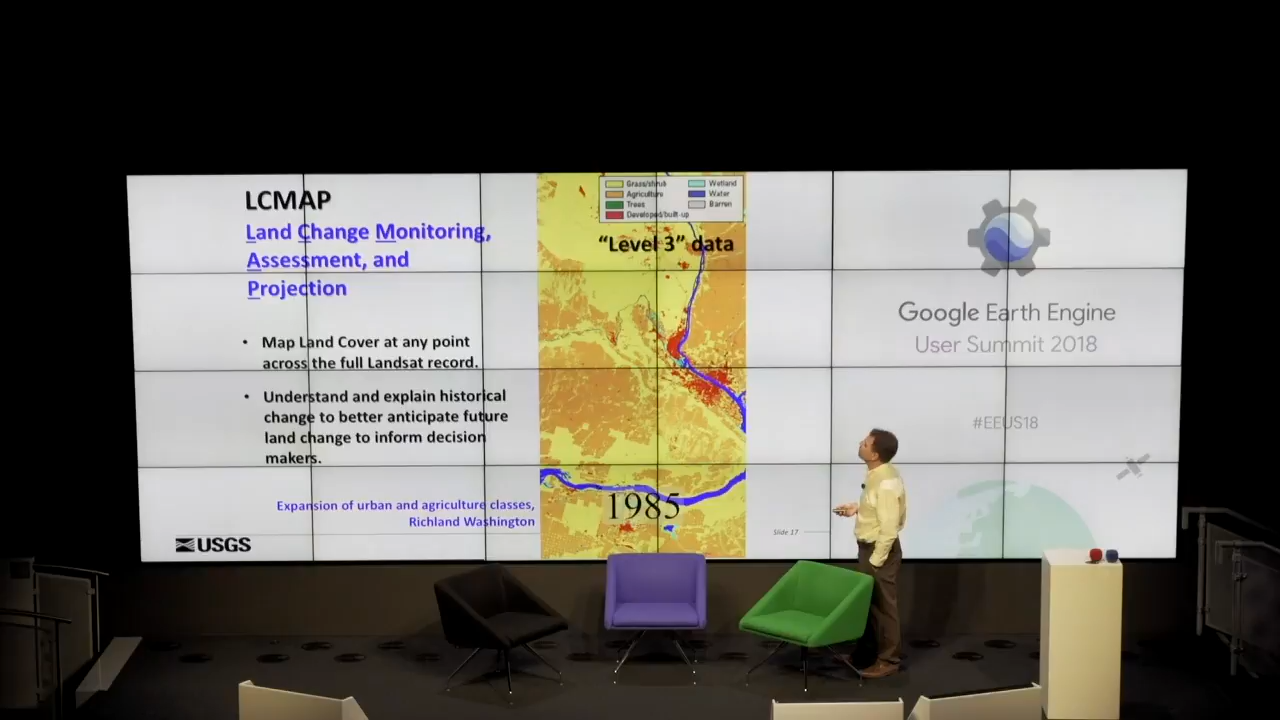 LCMAP
Land Change Monitoring,
Assessment, and
Projection
• Map Land Cover at any point
across the full Landsat record.
• Understand and explain historical
change to better anticipate future
land change to inform decision
makers.
Expansion of urban and agriculture classes,
Richland Washington
USGS
Grass/shrub
Agriculture
Trees
Developed/built-up
Wetland
Water
Barren
“Level 3” data
1985
Slide 17
Google Earth Engine
User Summit 2018
#EEUS18